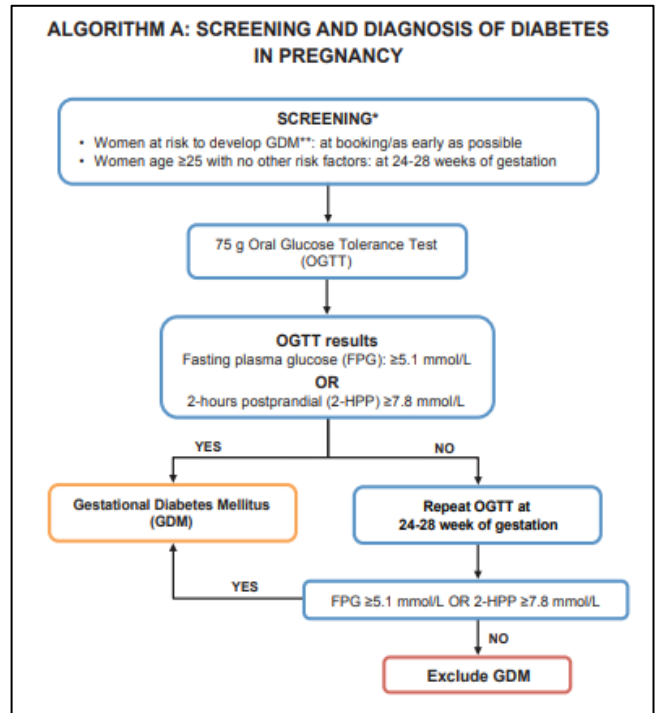 ALGORITHM A: SCREENING AND DIAGNOSIS OF DIABETES
IN PREGNANCY
SCREENING*
• Women at risk to develop GDM**: at booking/as early as possible
• Women age ≥25 with no other risk factors: at 24-28 weeks of gestation
75 g Oral Glucose Tolerance Test
(OGTT)
OGTT results
Fasting plasma glucose (FPG): ≥5.1 mmol/L
OR
2-hours postprandial (2-HPP) ≥7.8 mmol/L
YES
NO
Gestational Diabetes Mellitus
(GDM)
Repeat OGTT at
24-28 week of gestation
YES
FPG ≥5.1 mmol/L OR 2-HPP ≥7.8 mmol/L
NO
Exclude GDM